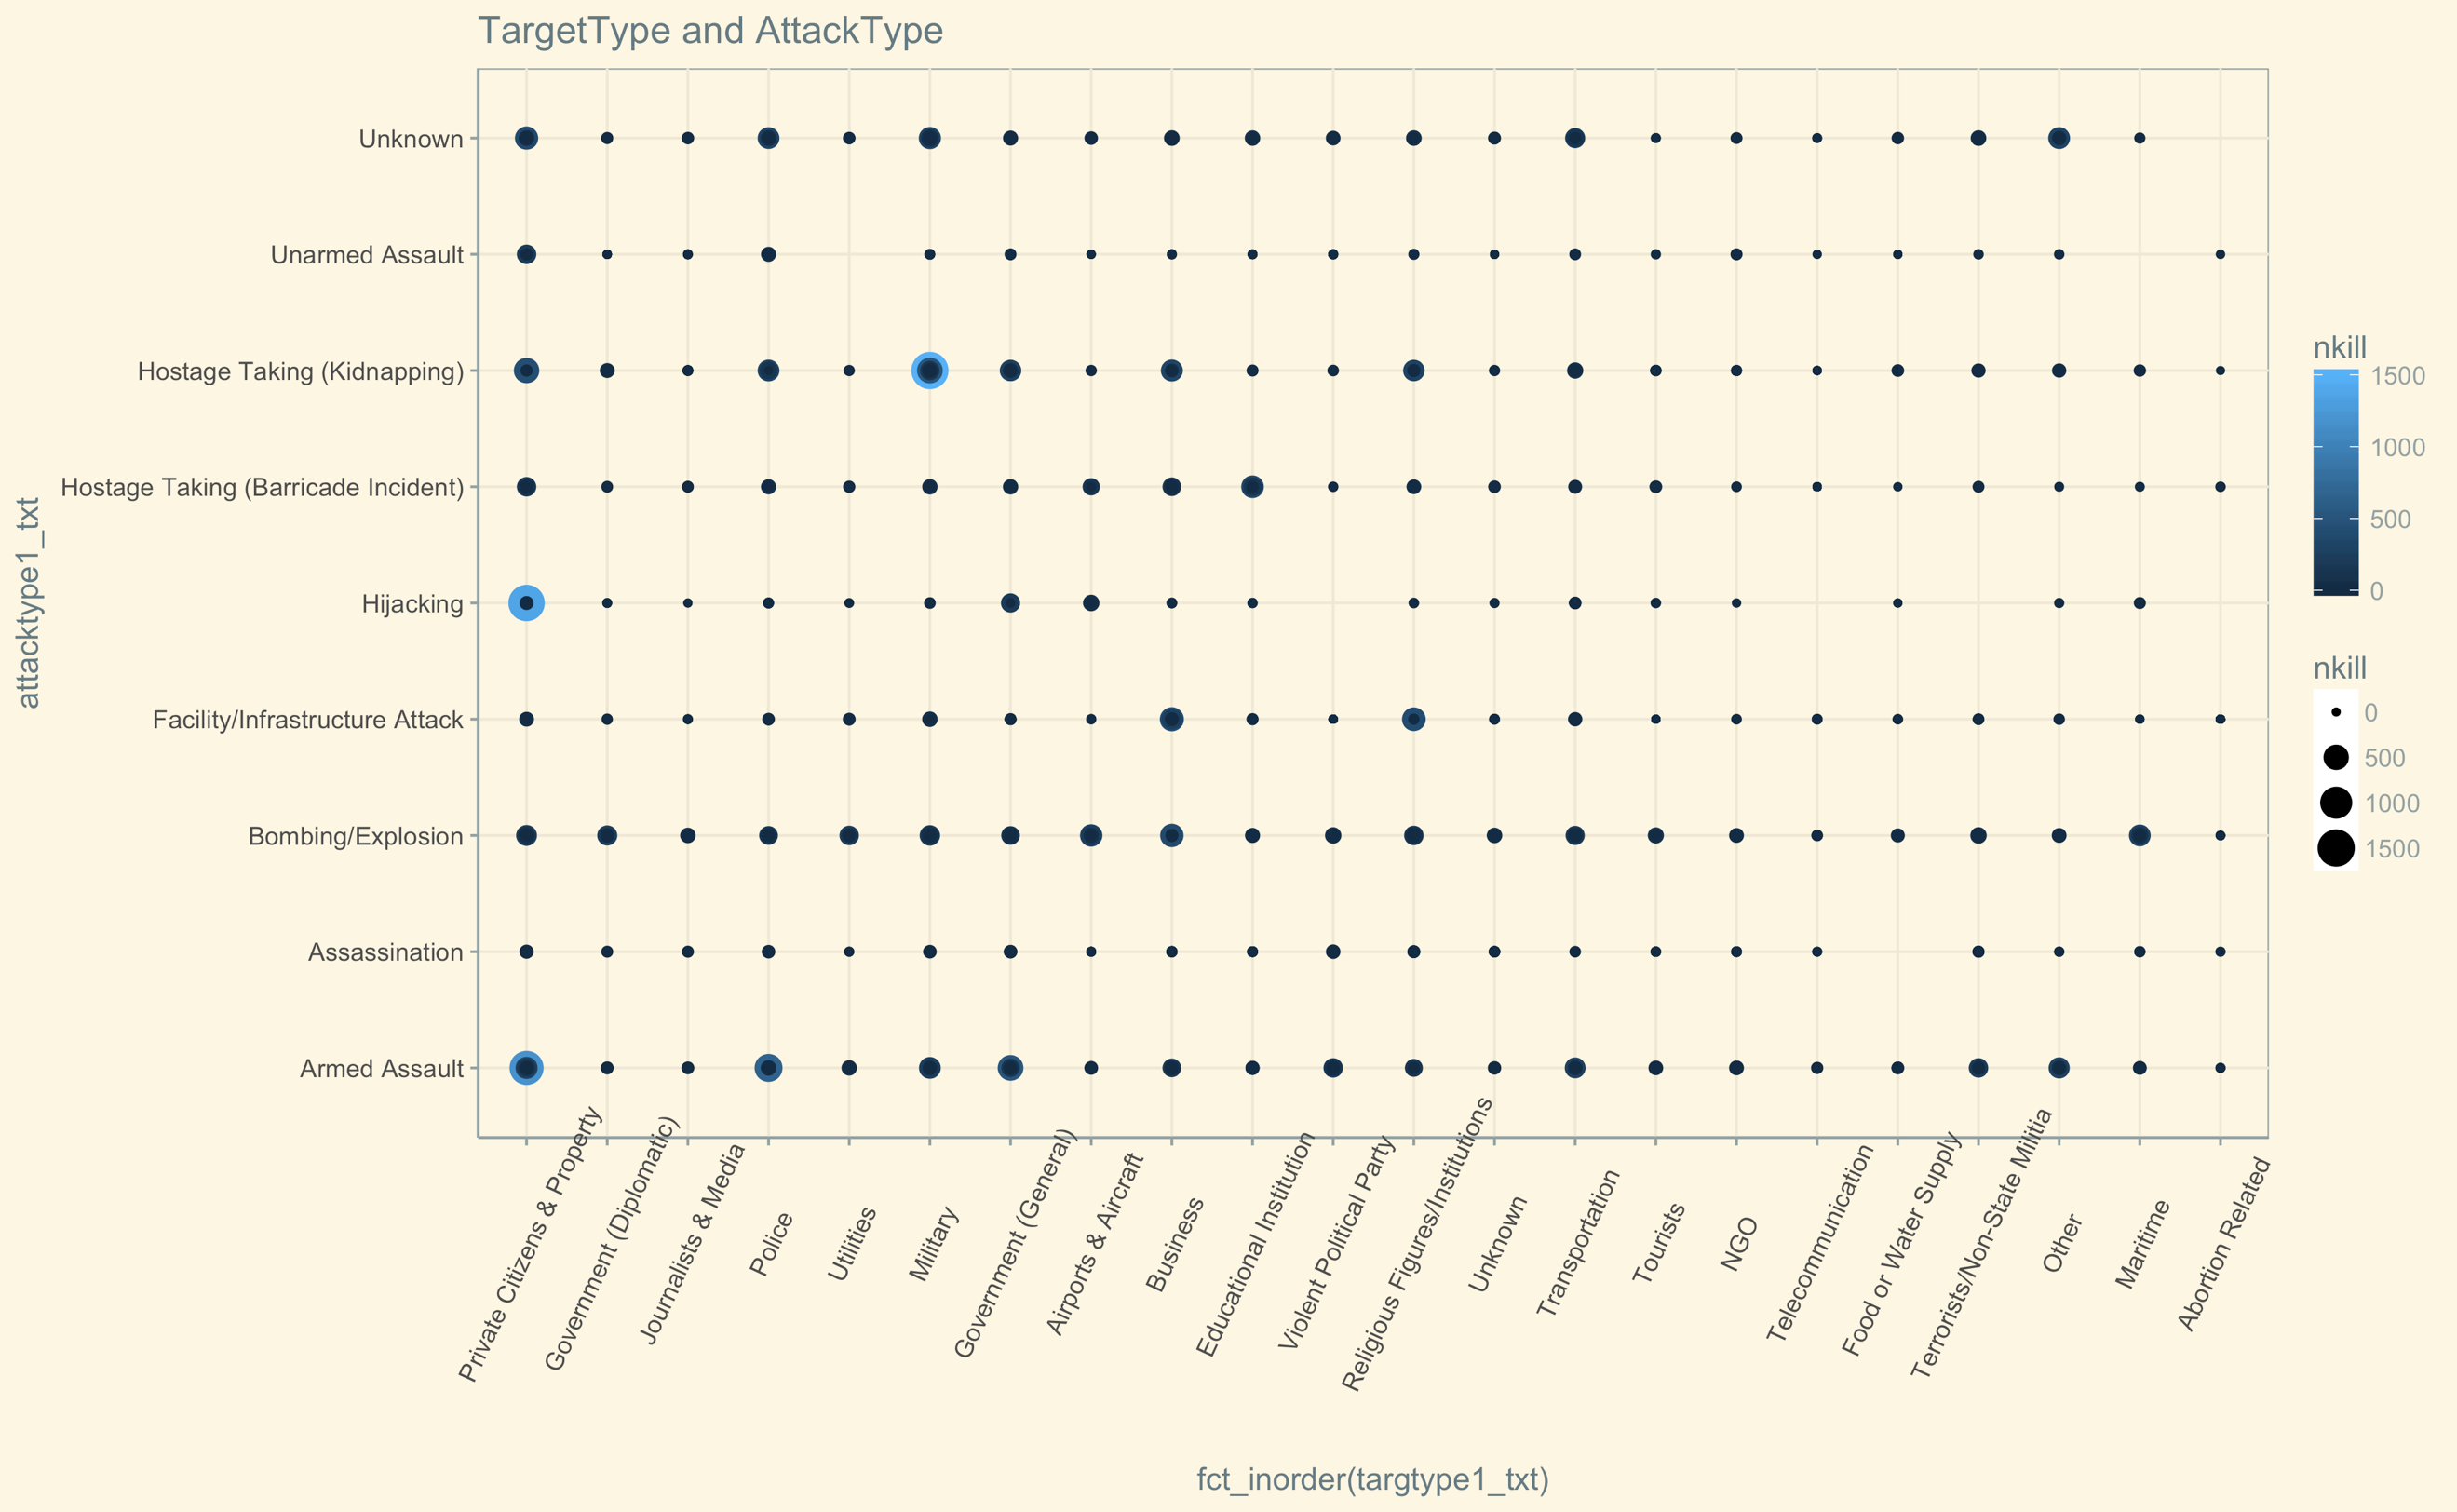 TargetType and AttackType
attacktype1_txt
Unknown
Unarmed Assault
Hostage Taking (Kidnapping)
Hostage Taking (Barricade Incident)
Hijacking
Facility/Infrastructure Attack
Bombing/Explosion
Assassination
Armed Assault
Private Citizens & Property
Government (Diplomatic)
Journalists & Media
Police
Utilities
Military
Government (General)
Airports & Aircraft
Business
Educational Institution
Violent Political Party
Religious Figures/Institutions
Unknown
Transportation
Tourists
NGO
Telecommunication
Food or Water Supply
Terrorists/Non-State Militia
Other
Maritime
Abortion Related
fct_inorder(targtype1_txt)
nkill
1500
1000
500
0
nkill
0
500
1000
1500